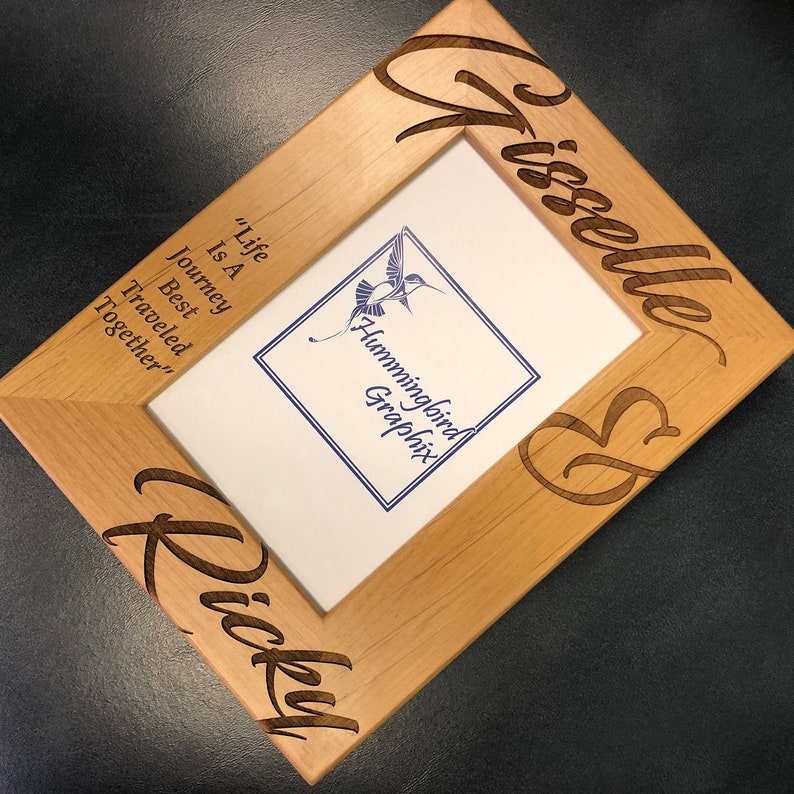 Gisselle
&
Ricky
“Life
Is A
Journey
Best
Traveled
Together”
Hummingbird
Graphix